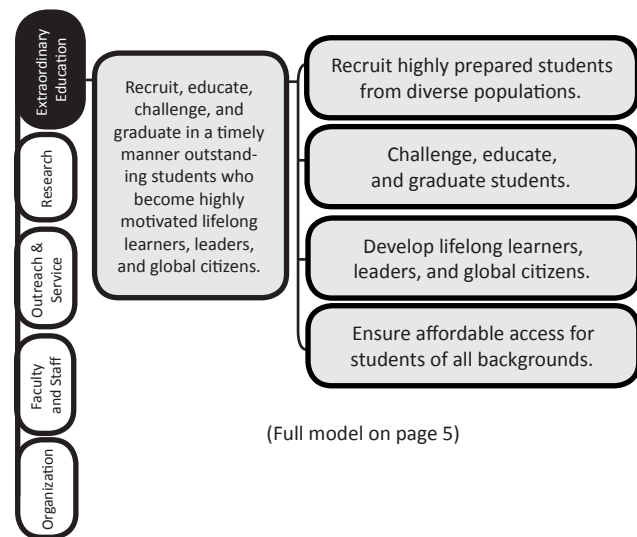 Extraordinary
Education
Research
Outreach &
Service
Faculty
and Staff
Organization
Recruit, educate,
challenge, and
graduate in a timely
manner outstand-
ing students who
become highly
motivated lifelong
learners, leaders,
and global citizens.
Recruit highly prepared students
from diverse populations.
Challenge, educate,
and graduate students.
Develop lifelong learners,
leaders, and global citizens.
Ensure affordable access for
students of all backgrounds.
(Full model on page 5)